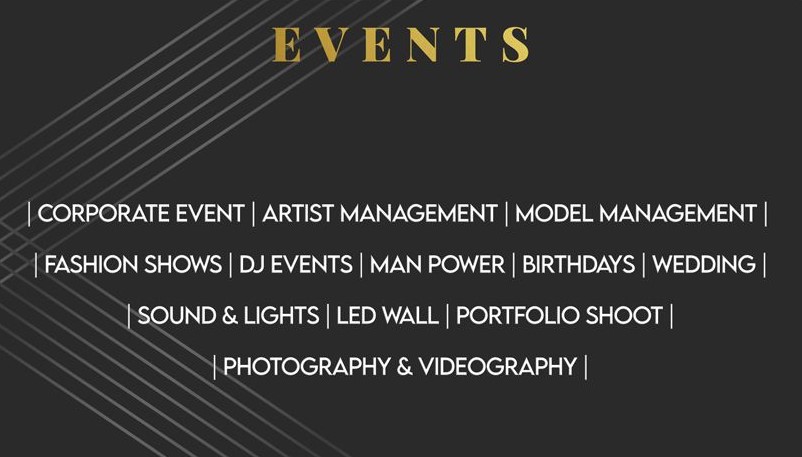 EVENTS
| CORPORATE EVENT | ARTIST MANAGEMENT | MODEL MANAGEMENT |
| FASHION SHOWS | DJ EVENTS | MAN POWER | BIRTHDAYS | WEDDING |
| SOUND & LIGHTS | LED WALL | PORTFOLIO SHOOT |
| PHOTOGRAPHY & VIDEOGRAPHY |